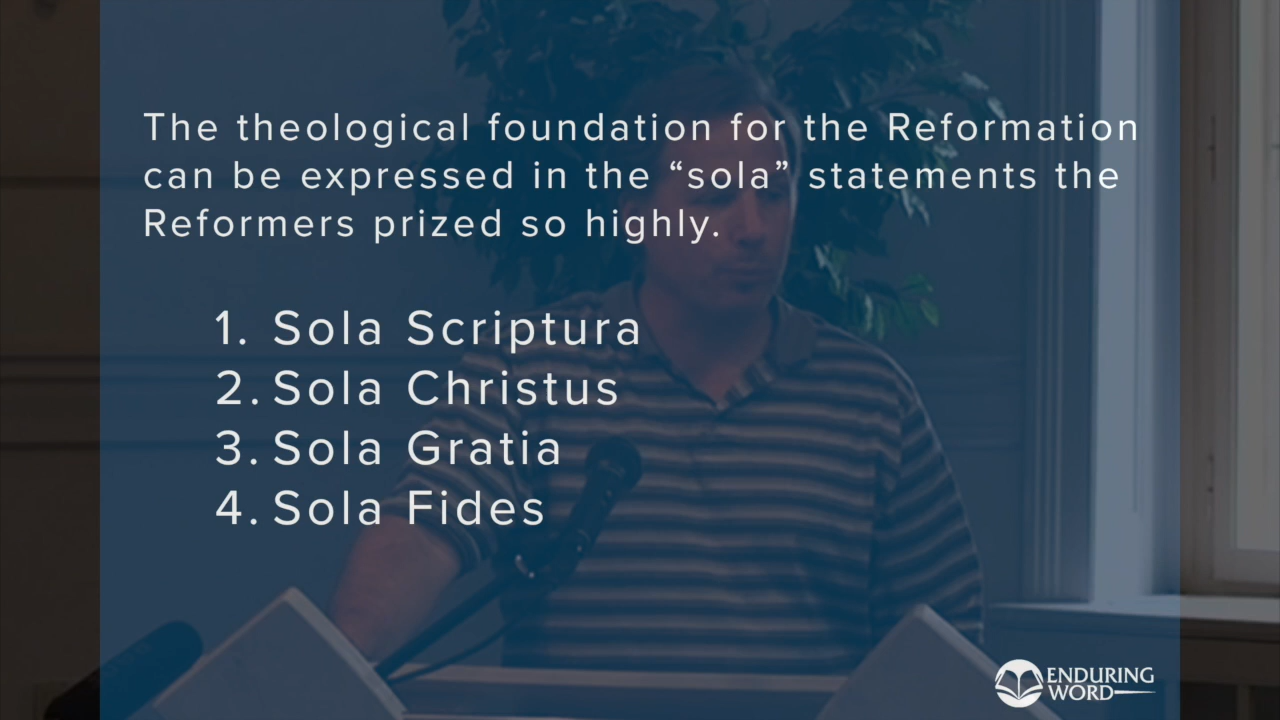 The theological foundation for the Reformation
can be expressed in the “sola” statements the
Reformers prized so highly.
1. Sola Scriptura
2. Sola Christus
3. Sola Gratia
4. Sola Fides
ENDURING
WORD